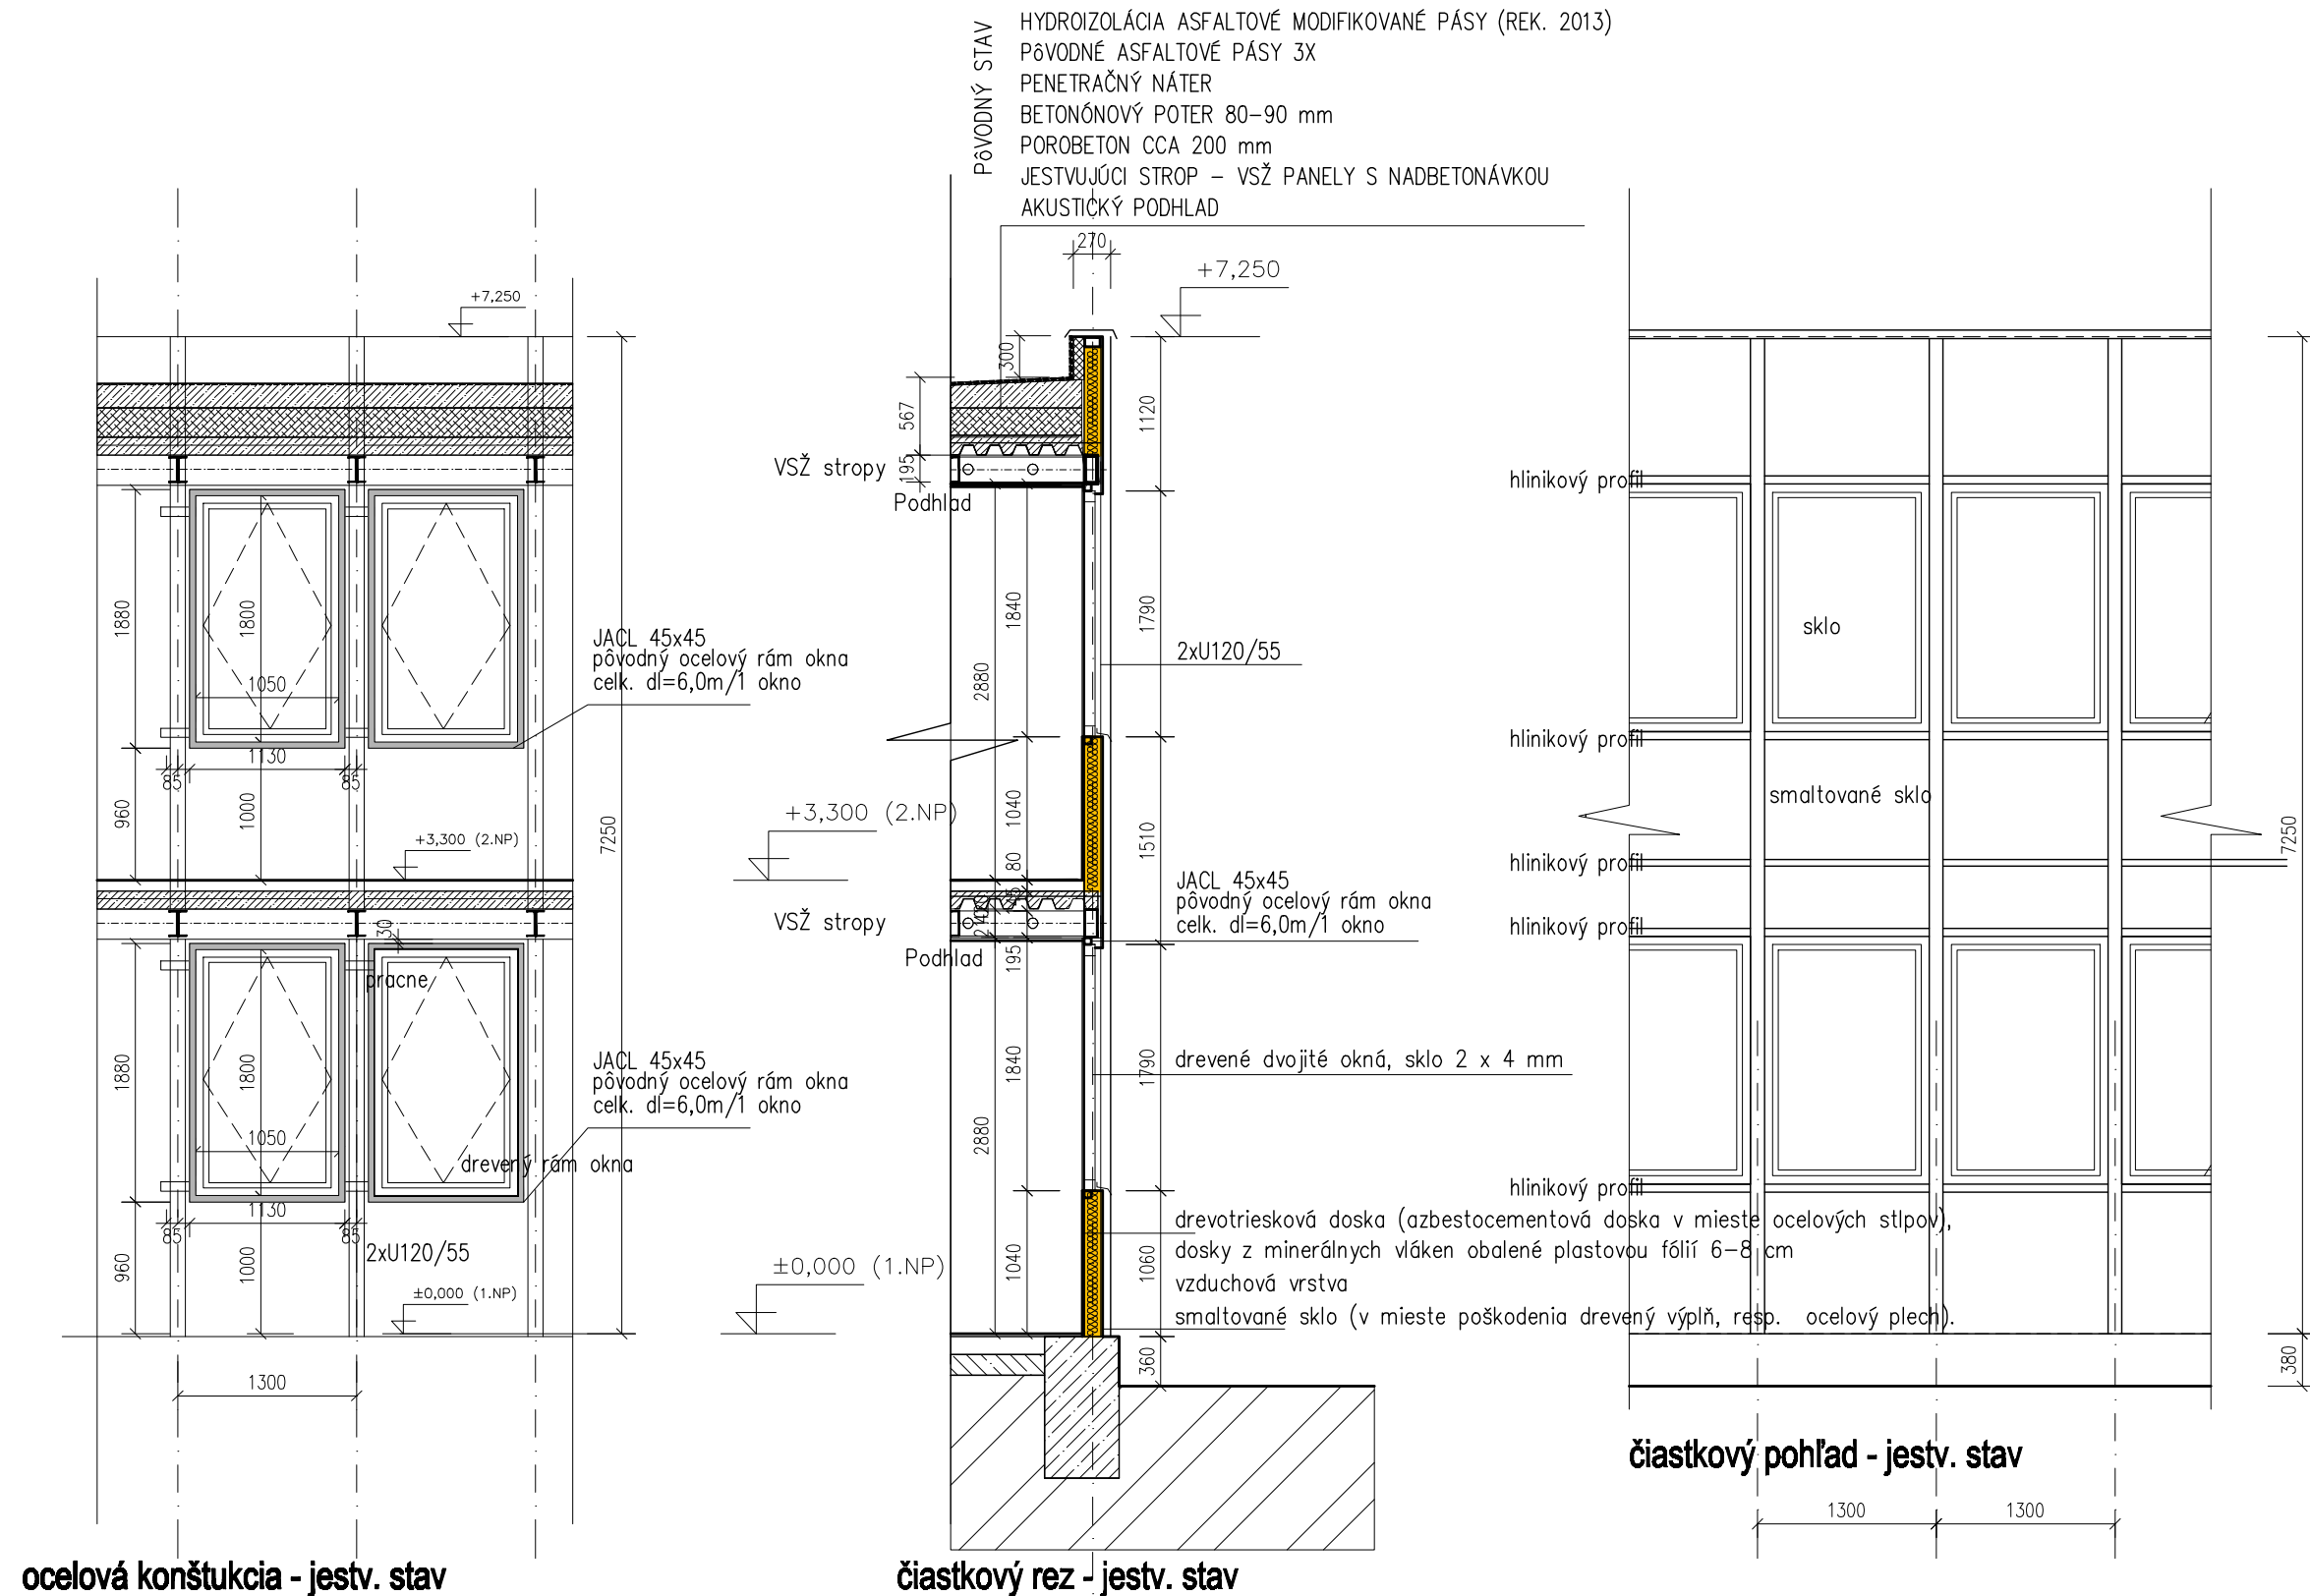 PôVODNÝ STAV
HYDROIZOLÁCIA ASFALTOVÉ MODIFIKOVANÉ PÁSY (REK. 2013)
PôVODNÉ ASFALTOVÉ PÁSY 3X
PENETRAČNÝ NÁTER
BETONÓNOVÝ POTER 80-90 mm
POROBETON CCA 200 mm
JESTVUJÚCI STROP - VSŽ PANELY S NADBETONÁVKOU
AKUSTICKÝ PODHLAD
+7,250
1880
1800
1050
1130
85
85
960
1000
+3,300 (2.NP)
30
pracne
1880
1800
1050
drevený rám okna
1130
85
85
2xU120/55
960
1000
±0,000 (1.NP)
1300
7250
JACL 45x45
pôvodný ocelový rám okna
celk. dl=6,0m/1 okno
JACL 45x45
pôvodný ocelový rám okna
celk. dl=6,0m/1 okno
ocelová konštukcia - jestv. stav
270
+7,250
300
567
195
1120
VSŽ stropy
Podhlad
1840
2880
1790
2xU120/55
+3,300 (2.NP)
1040
80
1510
VSŽ stropy
Podhlad
195
JACL 45x45
pôvodný ocelový rám okna
celk. dl=6,0m/1 okno
1840
2880
1790
drevené dvojité okná, sklo 2 x 4 mm
±0,000 (1.NP)
1040
1060
360
drevotriesková doska (azbestocementová doska v mieste ocelových stlpov),
dosky z minerálnych vláken obalené plastovou fólií 6-8 cm
vzduchová vrstva
smaltované sklo (v mieste poškodenia drevený výplň, resp. ocelový plech).
čiastkový rez - jestv. stav
hlinikový profil
sklo
hlinikový profil
smaltované sklo
hlinikový profil
hlinikový profil
hlinikový profil
7250
380
čiastkový pohľad - jestv. stav
1300
1300